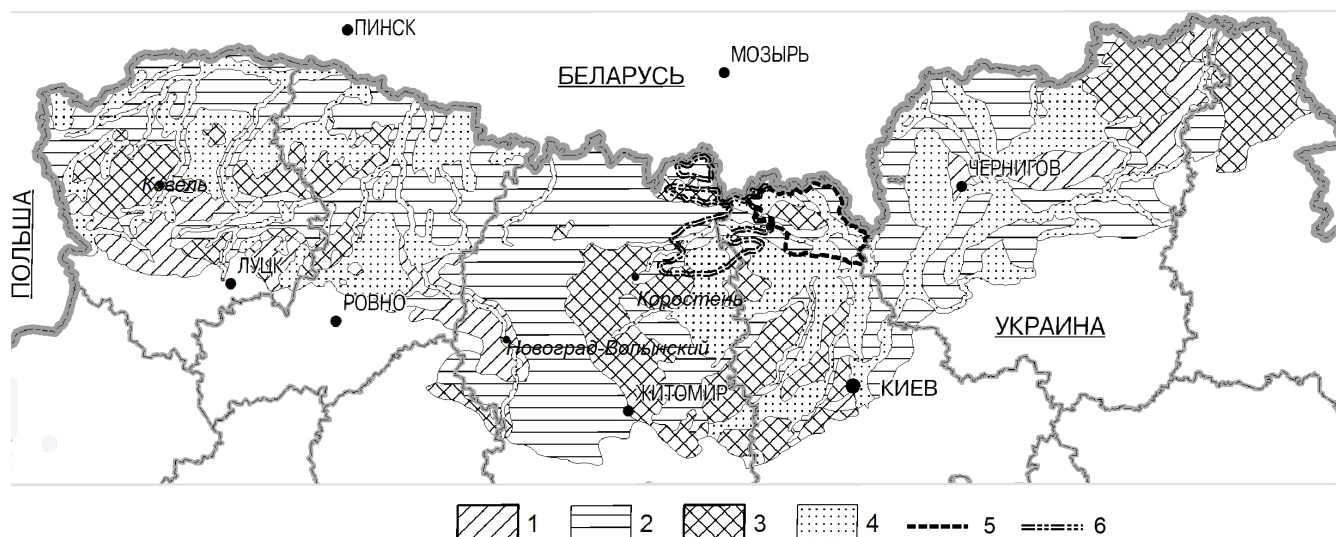 ПИНСК
МОЗЫРЬ
БЕЛАРУСЬ
ЧЕРНИГОВ
Ковель
ПОЛЬША
ЛУЦК
РОВНО
Коростень
УКРАИНА
Новоград-Волынский
ЖИТОМИР
КИЕВ
1 2 3 4 5 6